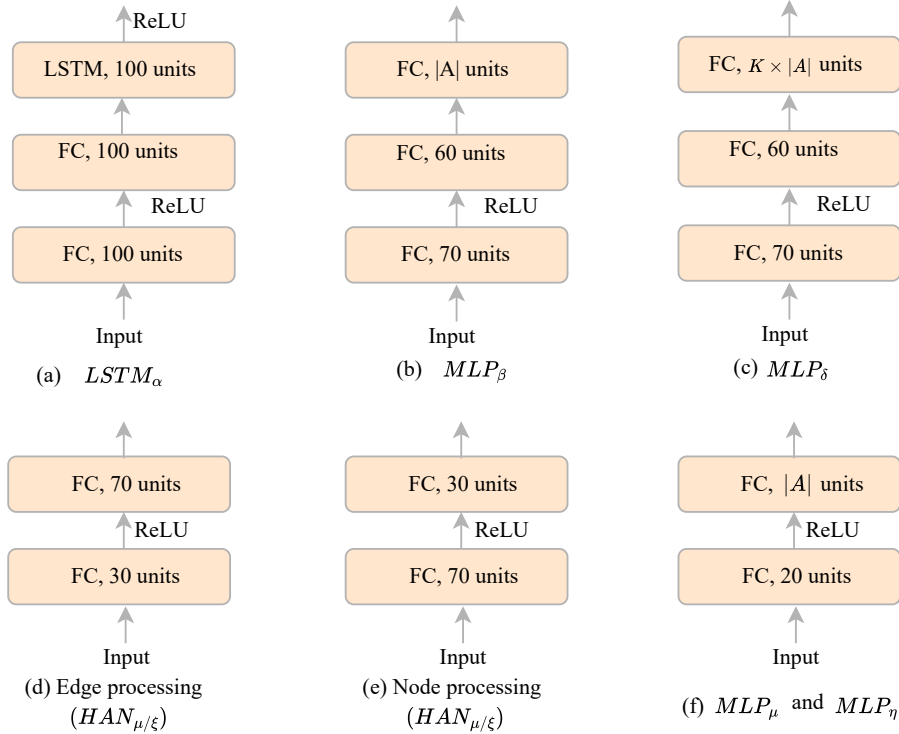 ReLU
LSTM, 100 units
FC, 100 units
ReLU
FC, 100 units
Input
(a) LSTM_α
FC, |A| units
FC, 60 units
ReLU
FC, 70 units
Input
(b) MLP_β
FC, K × |A| units
FC, 60 units
ReLU
FC, 70 units
Input
(c) MLP_δ
FC, 70 units
ReLU
FC, 30 units
Input
(d) Edge processing
(HAN_{μ/ξ})
FC, 30 units
ReLU
FC, 70 units
Input
(e) Node processing
(HAN_{μ/ξ})
FC, |A| units
ReLU
FC, 20 units
Input
(f) MLP_μ and MLP_η